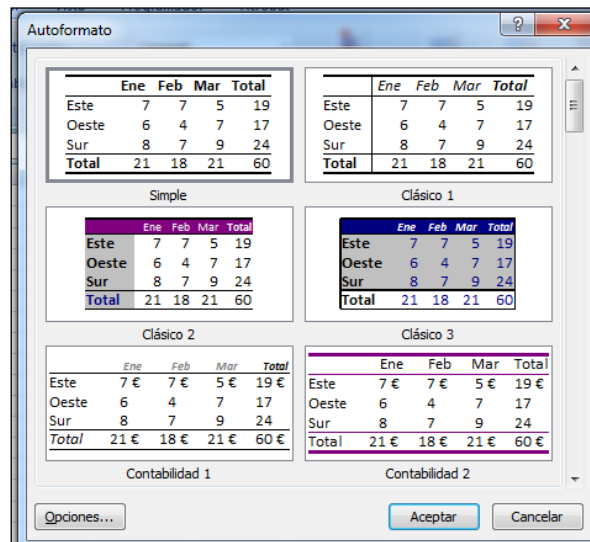 Autoformato
Ene Feb Mar Total
Este 7 7 5 19
Oeste 6 4 7 17
Sur 8 7 9 24
Total 21 18 21 60
Simple
Ene Feb Mar Total
Este 7 7 5 19
Oeste 6 4 7 17
Sur 8 7 9 24
Total 21 18 21 60
Clásico 1
Ene Feb Mar Total
Este 7 7 5 19
Oeste 6 4 7 17
Sur 8 7 9 24
Total 21 18 21 60
Clásico 2
Ene Feb Mar Total
Este 7 7 5 19
Oeste 6 4 7 17
Sur 8 7 9 24
Total 21 18 21 60
Clásico 3
Ene Feb Mar Total
Este 7 € 7 € 5 € 19 €
Oeste 6 4 7 17
Sur 8 7 9 24
Total 21 € 18 € 21 € 60 €
Contabilidad 1
Ene Feb Mar Total
Este 7 € 7 € 5 € 19 €
Oeste 6 4 7 17
Sur 8 7 9 24
Total 21 € 18 € 21 € 60 €
Contabilidad 2
Opciones...
Aceptar
Cancelar